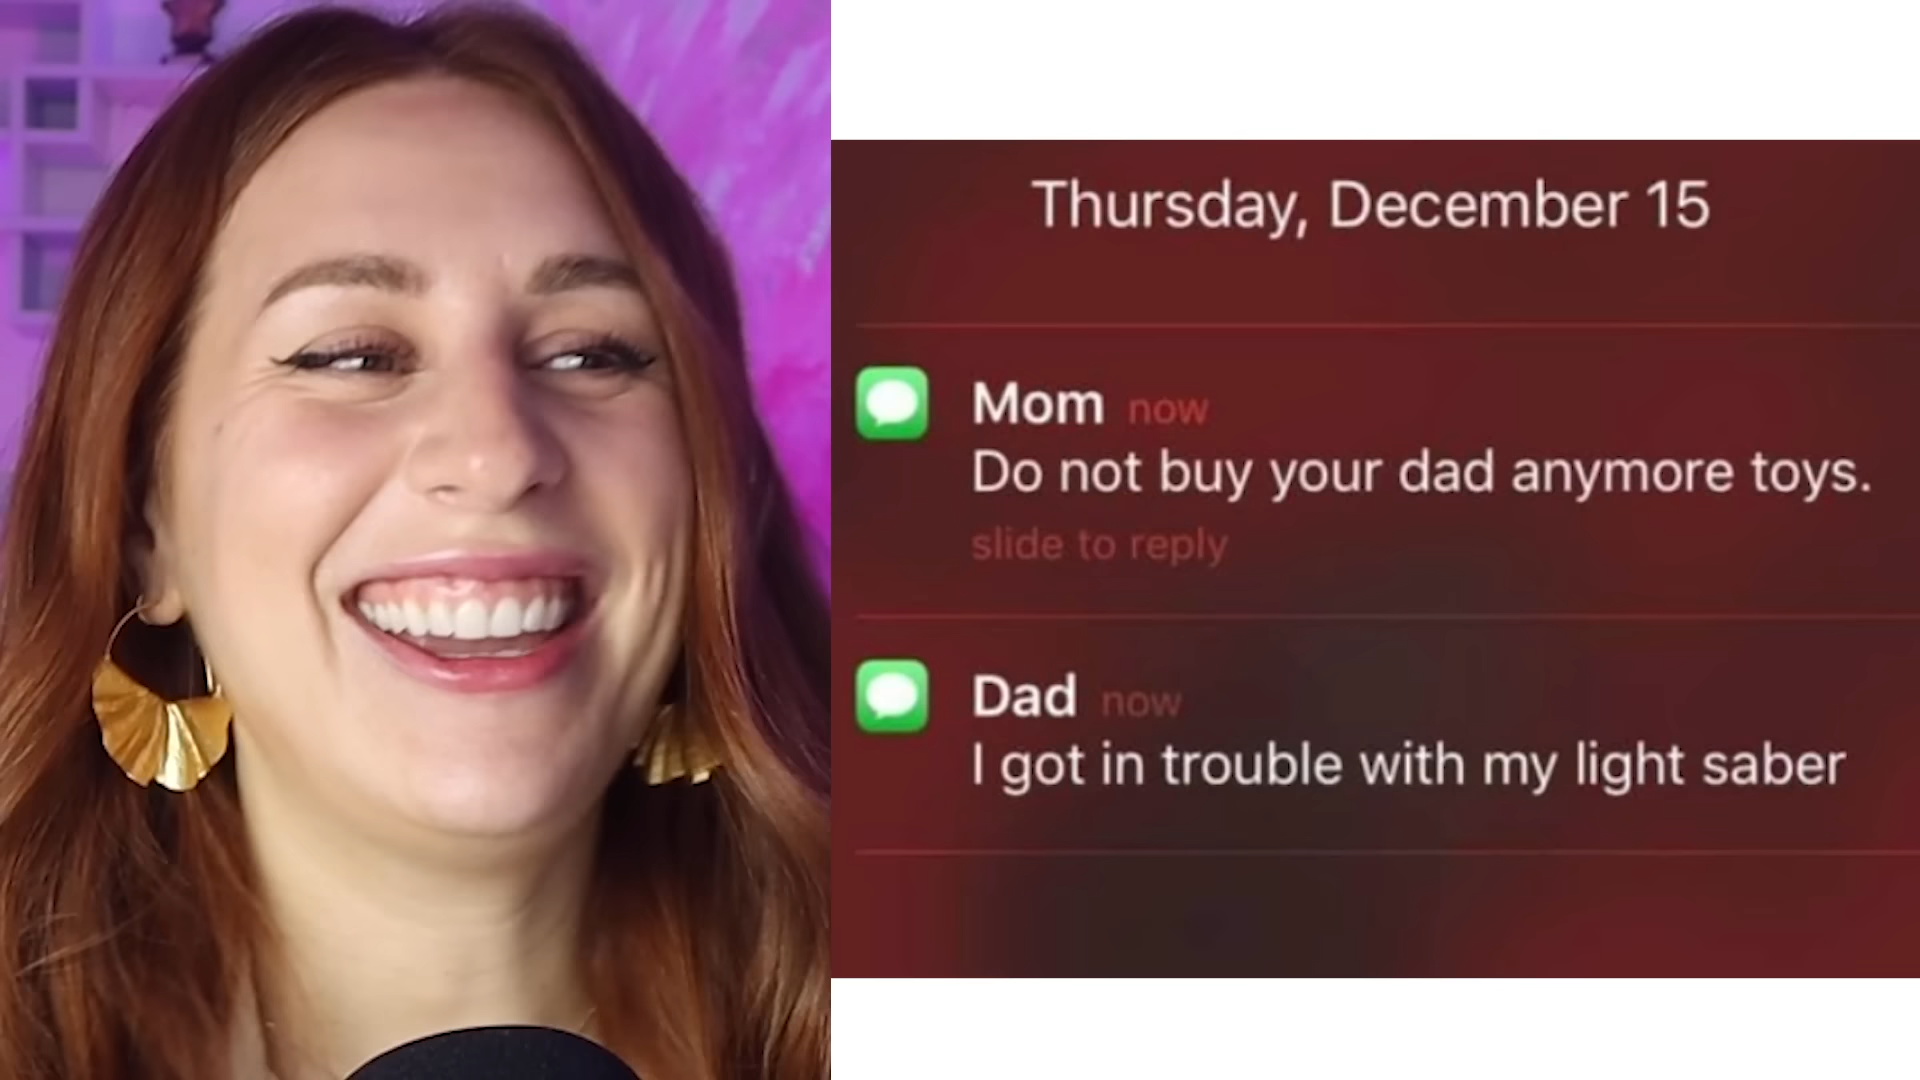 Thursday, December 15
Mom now
Do not buy your dad anymore toys.
slide to reply
Dad now
I got in trouble with my light saber